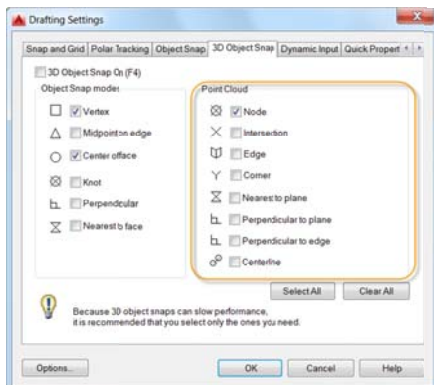 Drafting Settings
Snap and Grid Polar Tracking Object Snap 3D Object Snap Dynamic Input Quick Propert
3D Object Snap On (F4)
Object Snap modes
Vertex
Midpoint on edge
Center of face
Knot
Perpendicular
Nearest to face
Point Cloud
Node
Intersection
Edge
Corner
Nearest to plane
Perpendicular to plane
Perpendicular to edge
Centerline
Select All Clear All
Because 3D object snaps can slow performance,
it is recommended that you select only the ones you need.
Options... OK Cancel Help